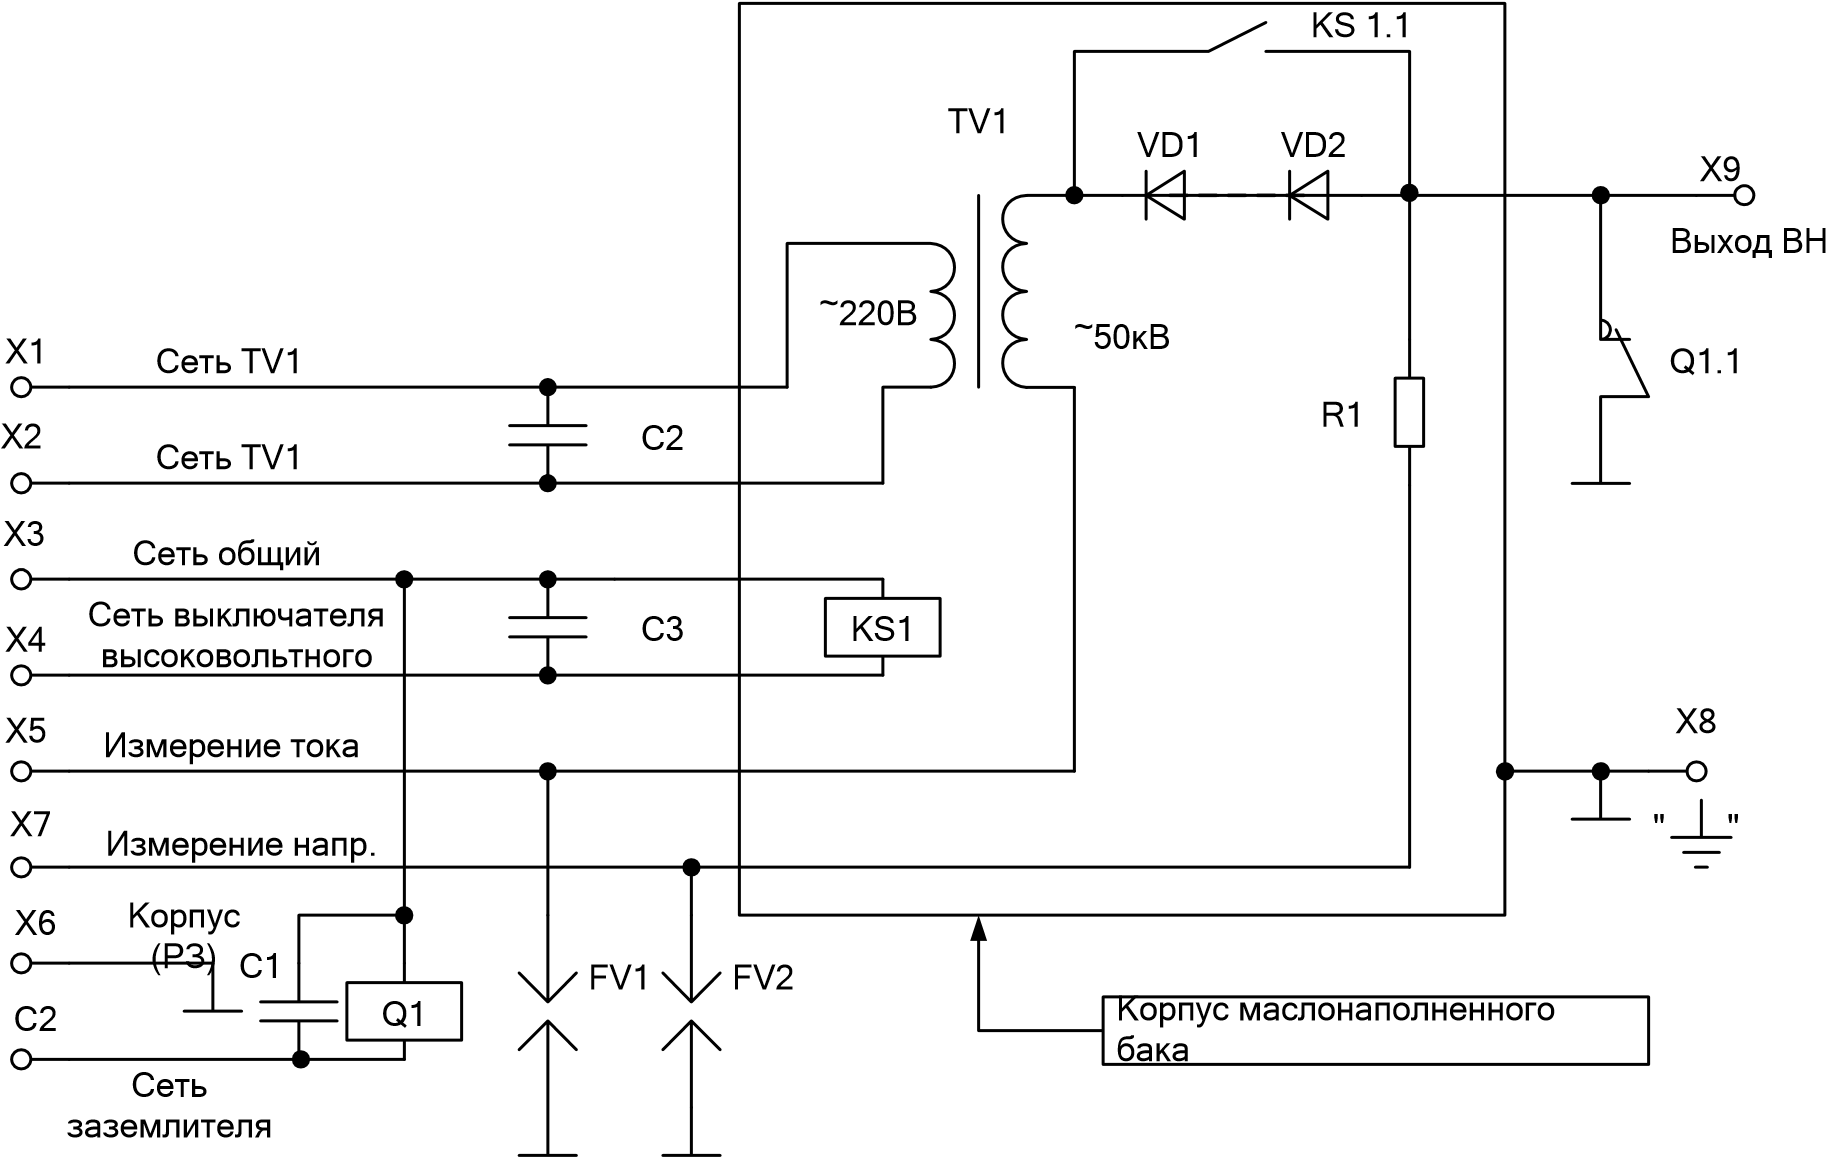 KS 1.1
TV1
VD1
VD2
X9
Выход ВН
~220В
~50кВ
Q1.1
R1
X1
Сеть TV1
X2
Сеть TV1
C2
X3
Сеть общий
X4
Сеть выключателя
высоковольтного
C3
KS1
X5
Измерение тока
X8
" "
X7
Измерение напр.
X6
Корпус
(РЗ)
C1
Q1
FV1
FV2
C2
Сеть
заземлителя
Корпус маслонаполненного
бака